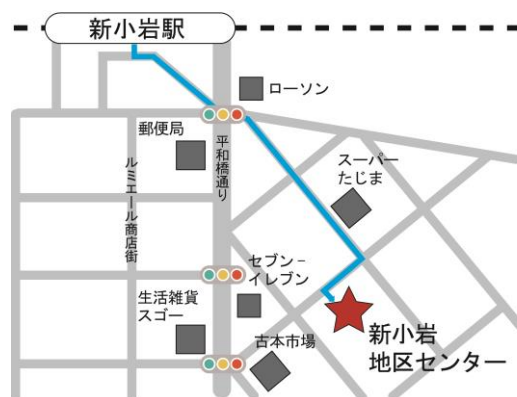 新小岩駅
ローソン
郵便局
平和橋通り
ルミエール商店街
スーパー
たじま
セブン−
イレブン
生活雑貨
スゴー
古本市場
新小岩
地区センター